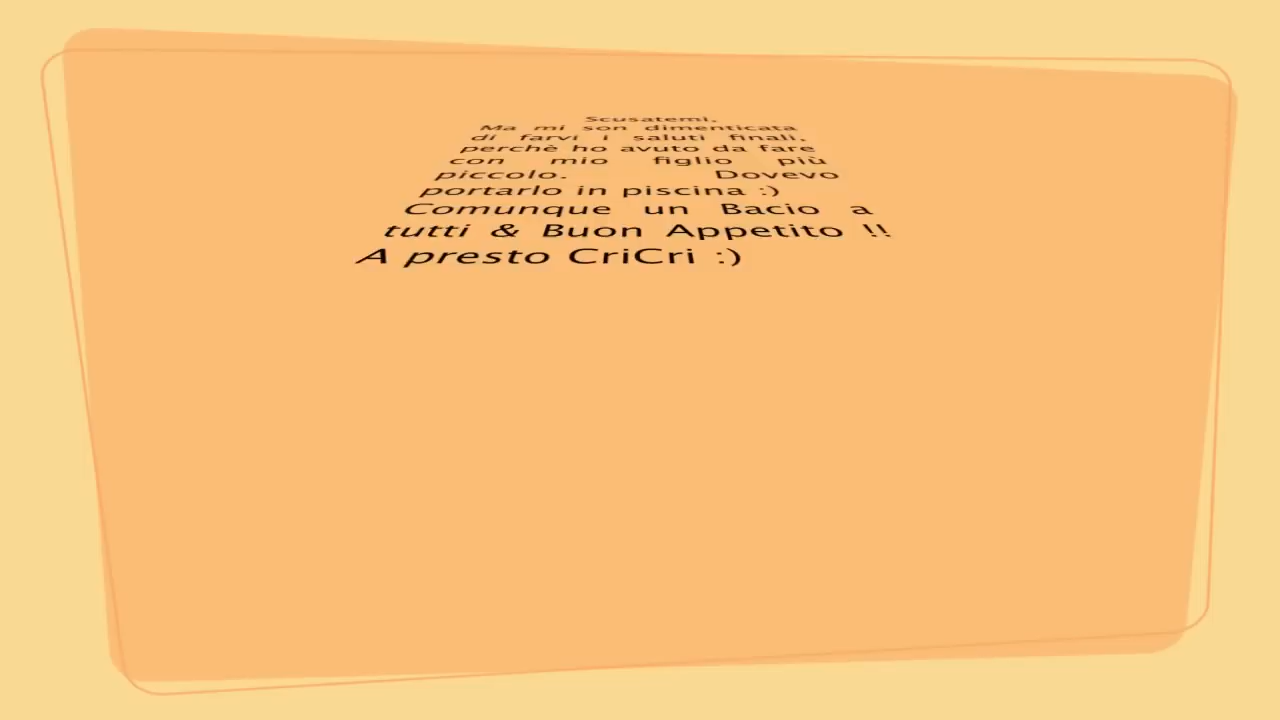 Scusatemi,
Ma mi son dimenticata
di farvi i saluti finali,
perchè ho avuto da fare
con mio figlio più
piccolo. Dovevo
portarlo in piscina :)
Comunque un Bacio a
tutti & Buon Appetito !!
A presto CriCri :)